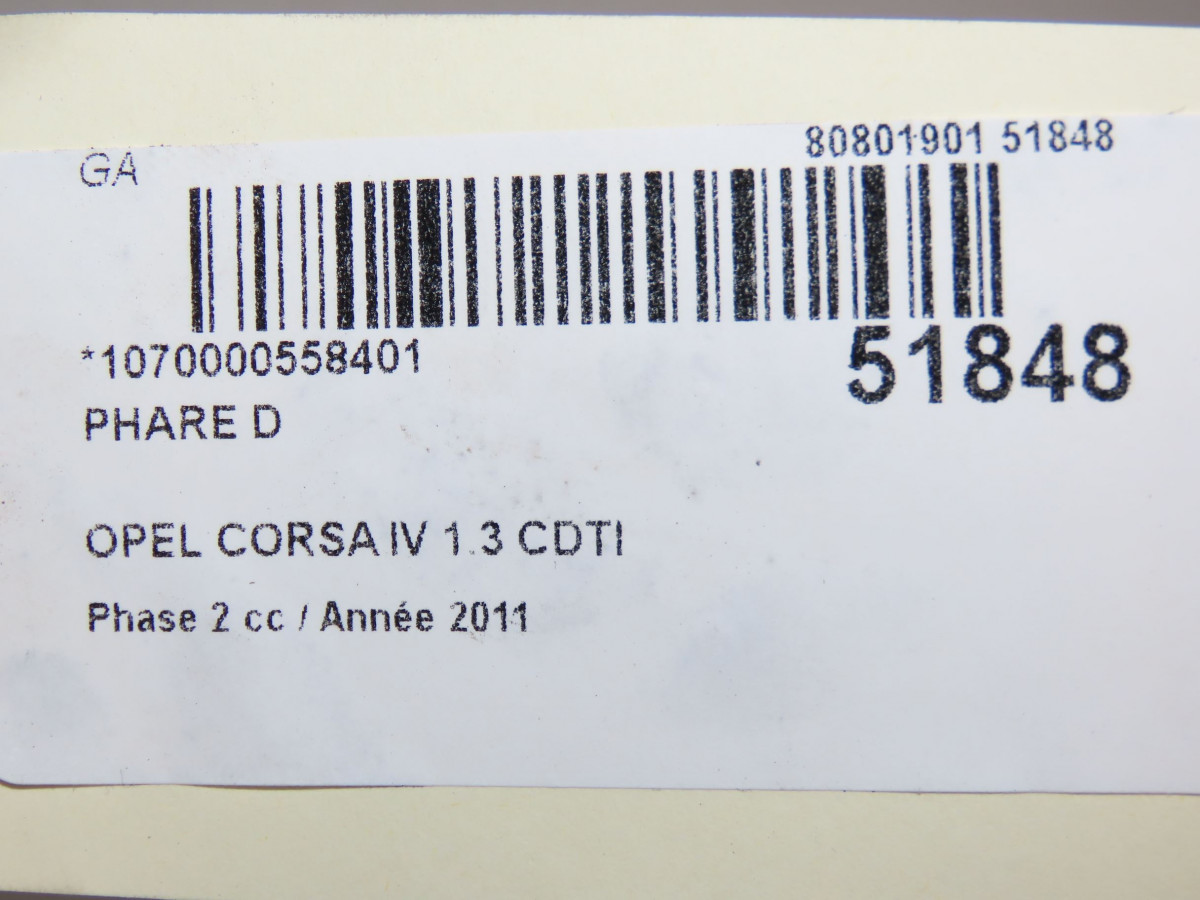 GA
80801901 51848
*1070000558401
51848
PHARE D
OPEL CORSA IV 1.3 CDTI
Phase 2 cc / Année 2011